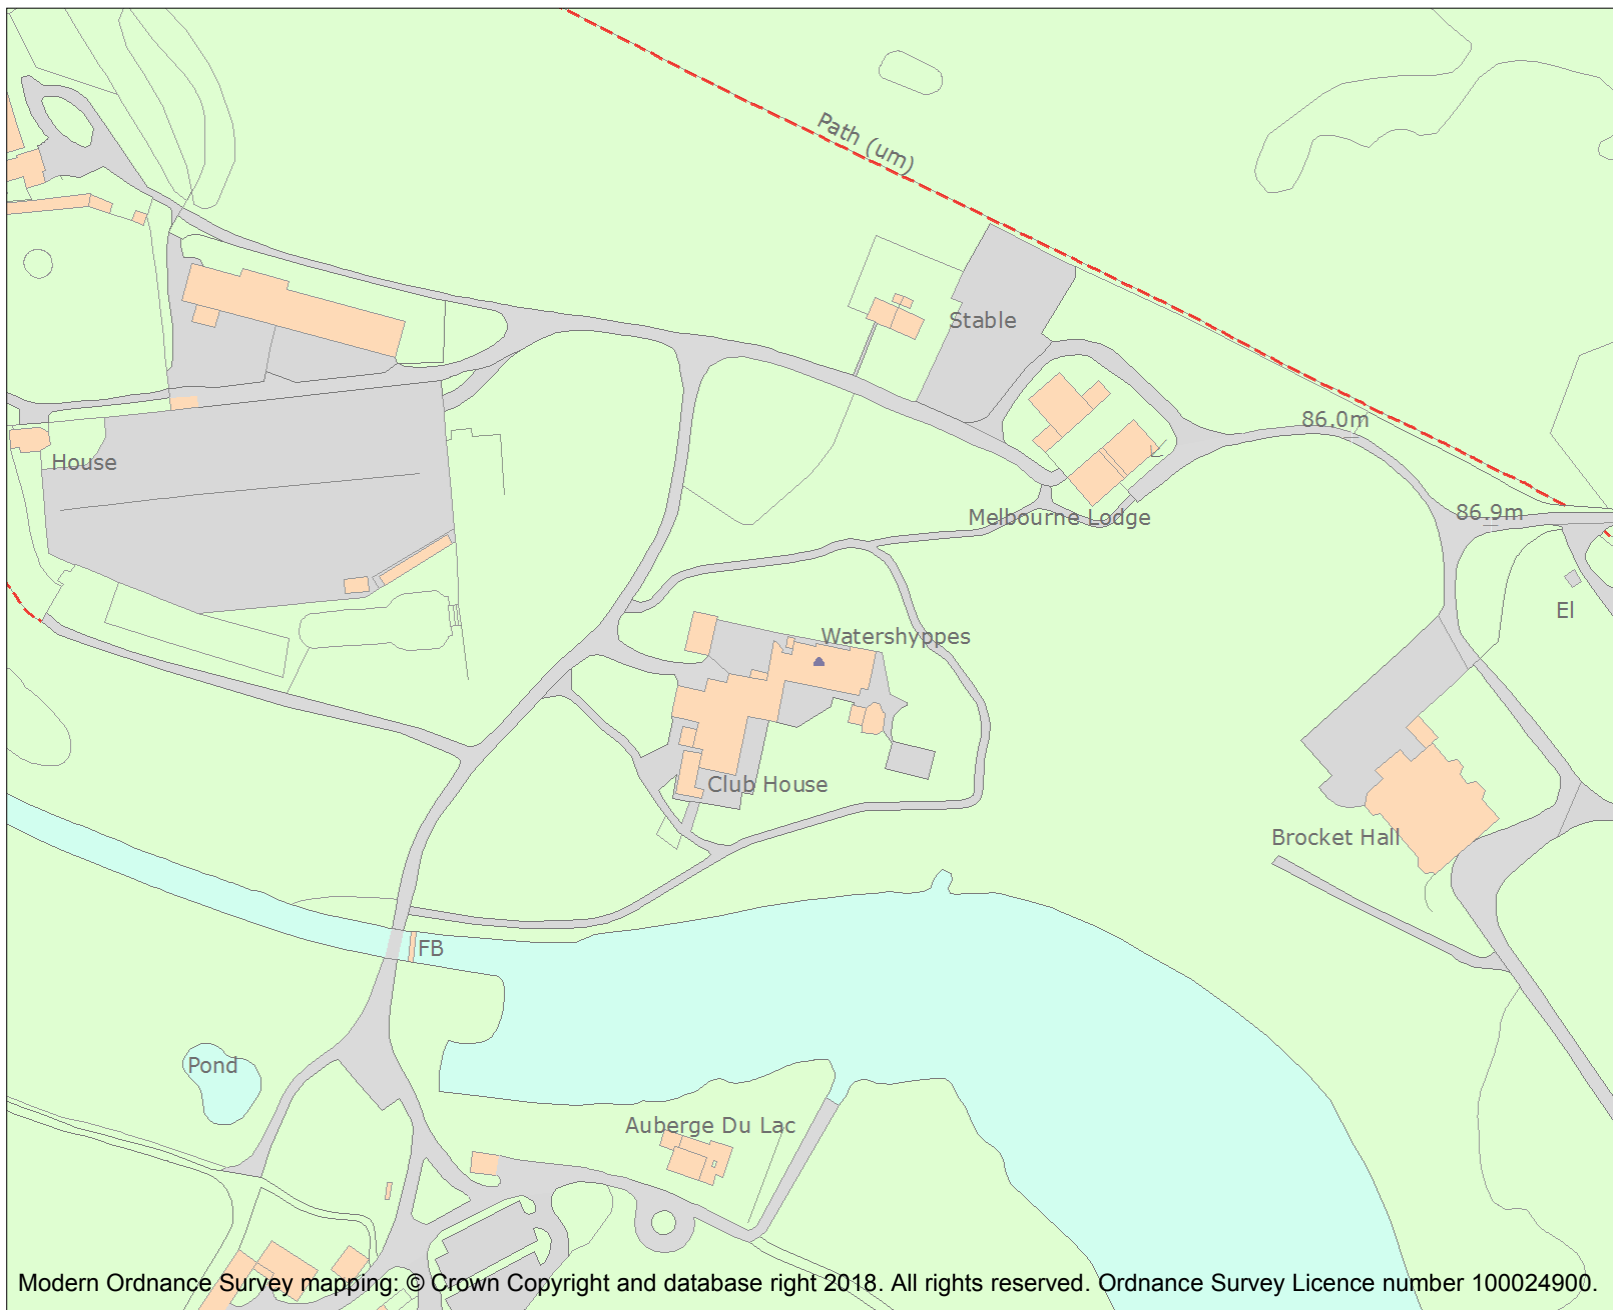 Path (um)
Stable
86.0m
House
86.9m
Melbourne Lodge
El
Watershyppes
Club House
Brocket Hall
FB
Pond
Auberge Du Lac
Modern Ordnance Survey mapping: © Crown Copyright and database right 2018. All rights reserved. Ordnance Survey Licence number 100024900.